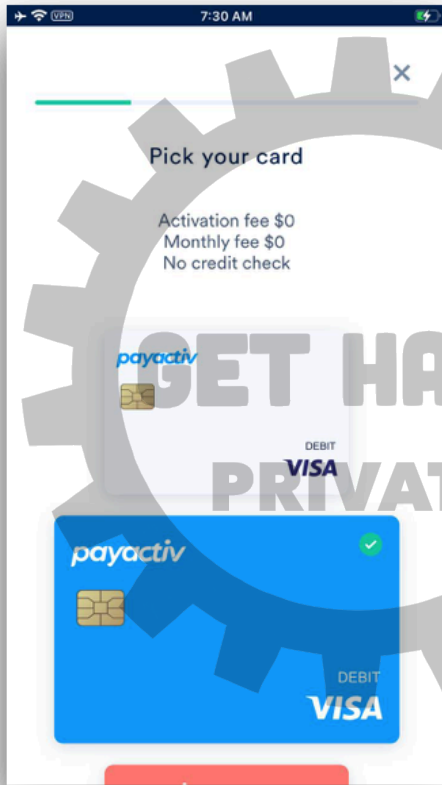 VPN
7:30 AM
Pick your card
Activation fee $0
Monthly fee $0
No credit check
payactiv
GET HA
DEBIT
VISA
PRIVAT
payactiv
DEBIT
VISA